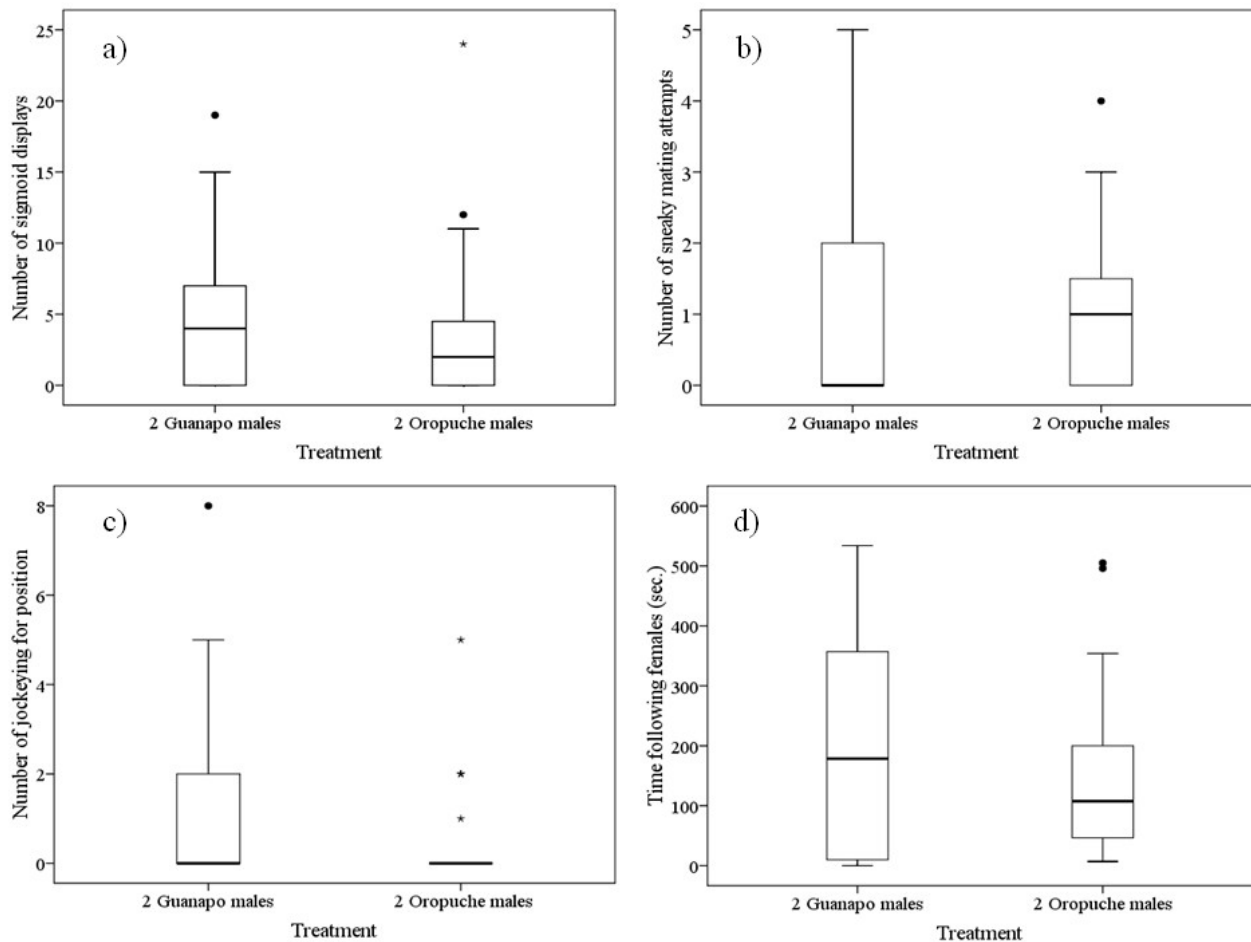 a)
Number of sigmoid displays
25
20
15
10
5
0
2 Guanapo males
2 Oropuche males
Treatment
b)
Number of sneaky mating attempts
5
4
3
2
1
0
2 Guanapo males
2 Oropuche males
Treatment
c)
Number of jockeying for position
8
6
4
2
0
2 Guanapo males
2 Oropuche males
Treatment
d)
Time following females (sec.)
600
500
400
300
200
100
0
2 Guanapo males
2 Oropuche males
Treatment